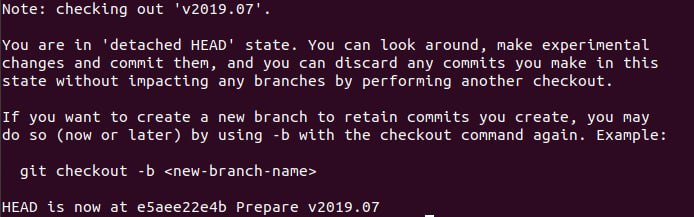 Note: checking out 'v2019.07'.
You are in 'detached HEAD' state. You can look around, make experimental
changes and commit them, and you can discard any commits you make in this
state without impacting any branches by performing another checkout.
If you want to create a new branch to retain commits you create, you may
do so (now or later) by using -b with the checkout command again. Example:
git checkout -b <new-branch-name>
HEAD is now at e5aee22e4b Prepare v2019.07